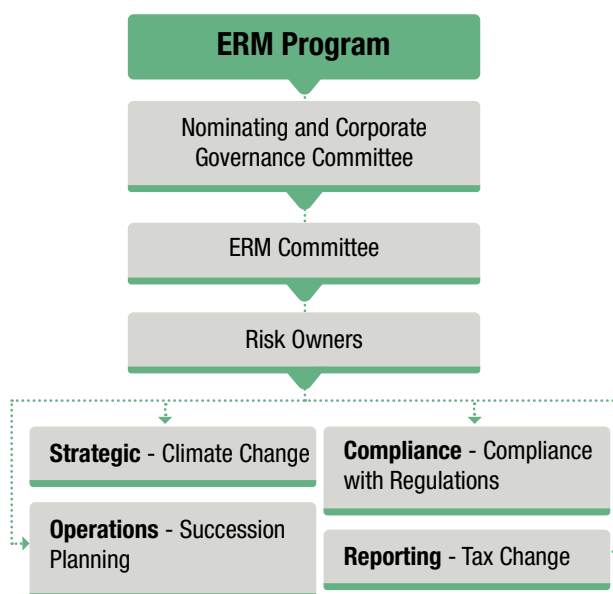 ERM Program
Nominating and Corporate
Governance Committee
ERM Committee
Risk Owners
Strategic - Climate Change
Compliance - Compliance
with Regulations
Operations - Succession
Planning
Reporting - Tax Change